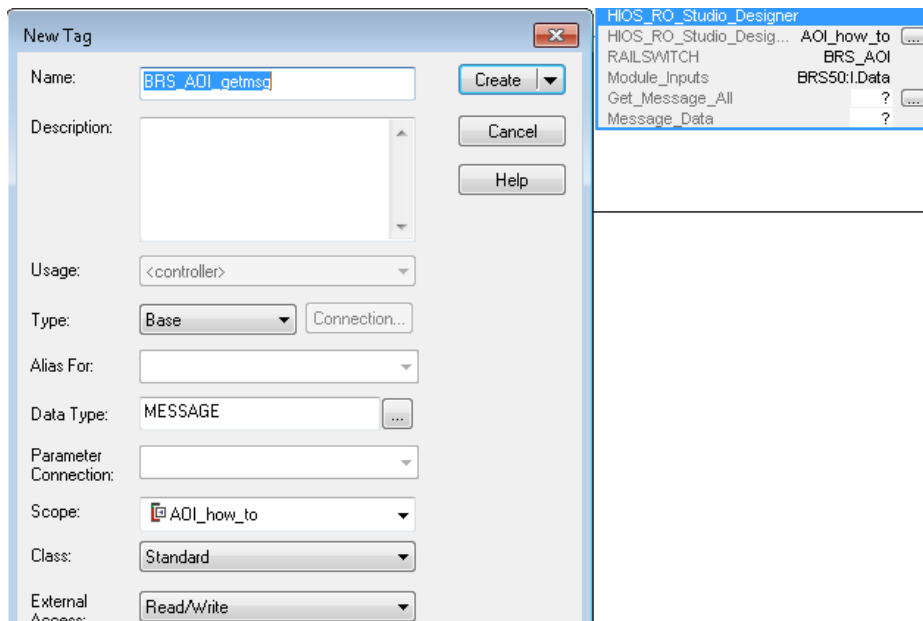 New Tag
Name:
BRS_AOI_getmsg
Create
Description:
Cancel
Help
Usage:
<controller>
Type:
Base
Connection...
Alias For:
Data Type:
MESSAGE
...
Parameter
Connection:
Scope:
AOI_how_to
Class:
Standard
External
Access:
Read/Write
HIOS_RO_Studio_Designer
HIOS_RO_Studio_Desig... AOI_how_to ...
RAILSWITCH BRS_AOI
Module_Inputs BRS50:I.Data
Get_Message_All ? ...
Message_Data ?